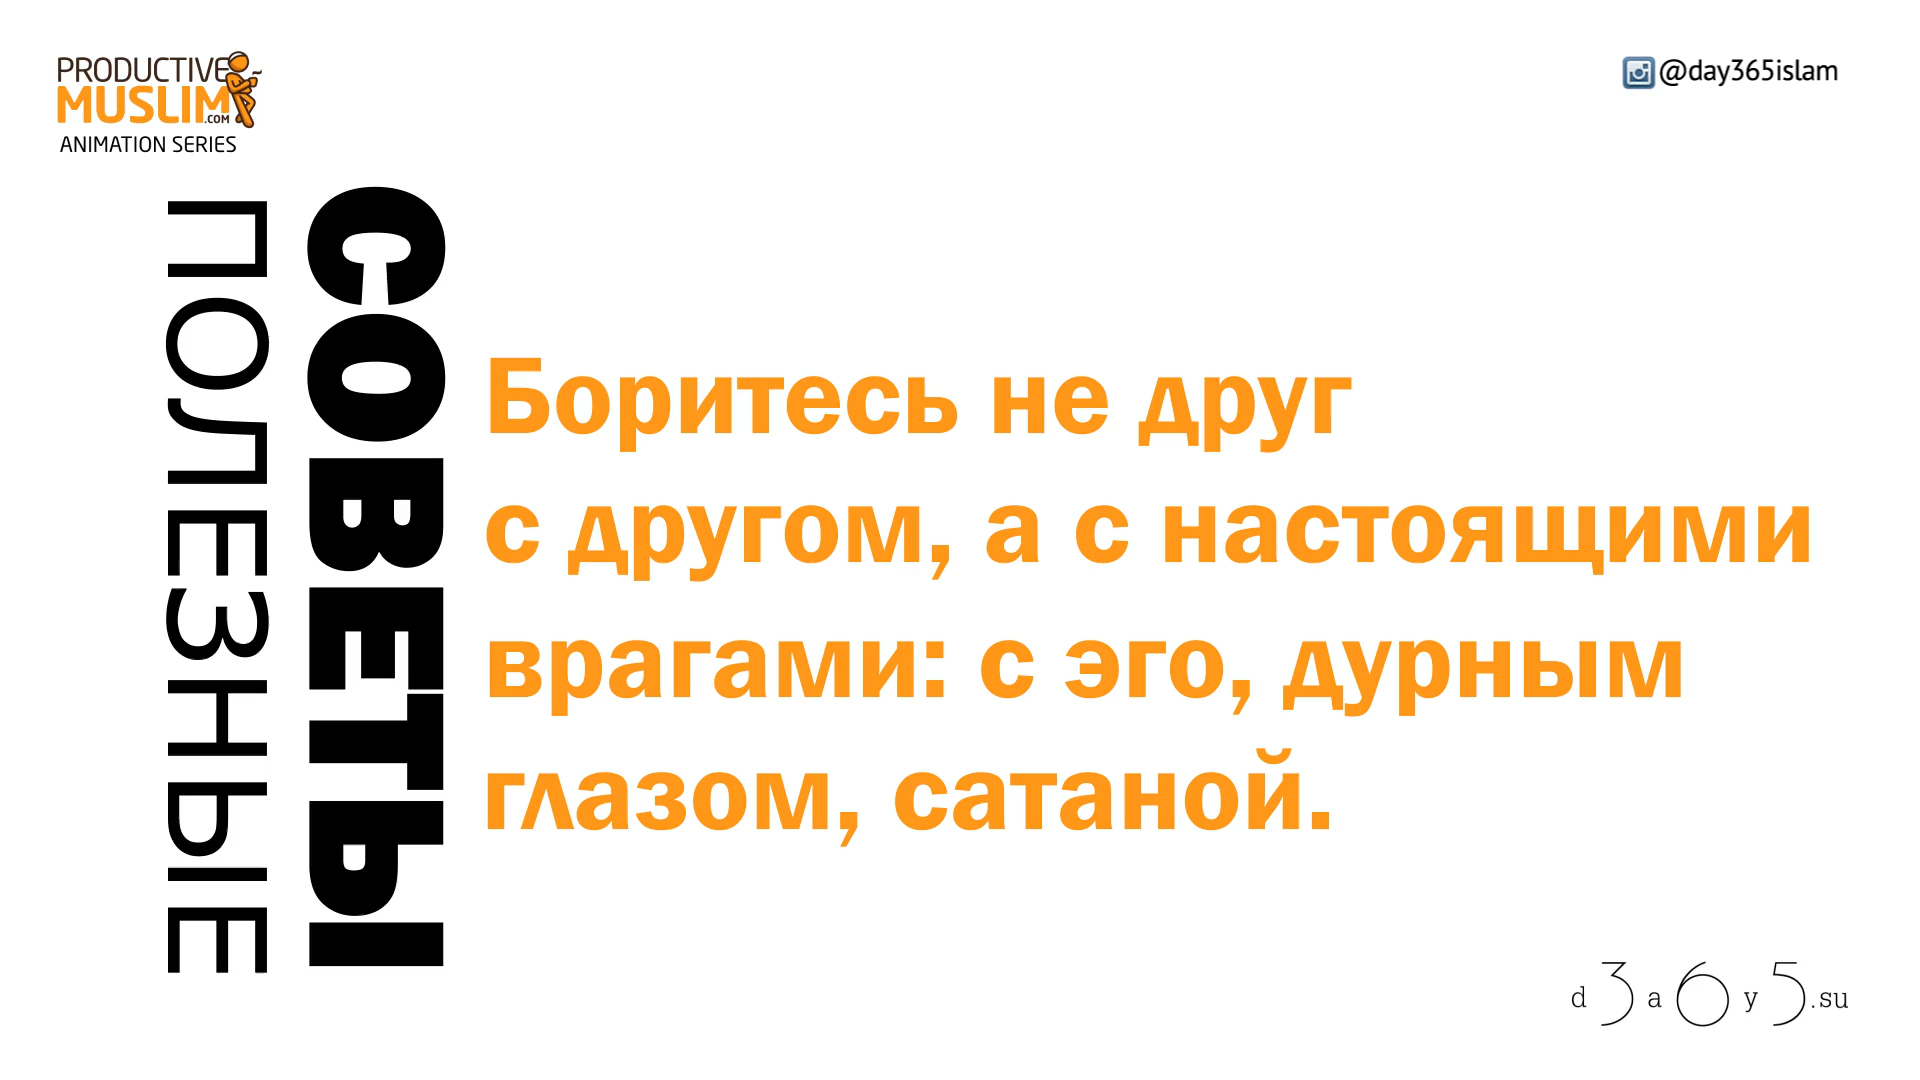 PRODUCTIVE
MUSLIM.COM
ANIMATION SERIES
@day365islam
ПОЛЕЗНЫЕ
СОВЕТЫ
Боритесь не друг
с другом, а с настоящими
врагами: с эго, дурным
глазом, сатаной.
d3a6y5.su